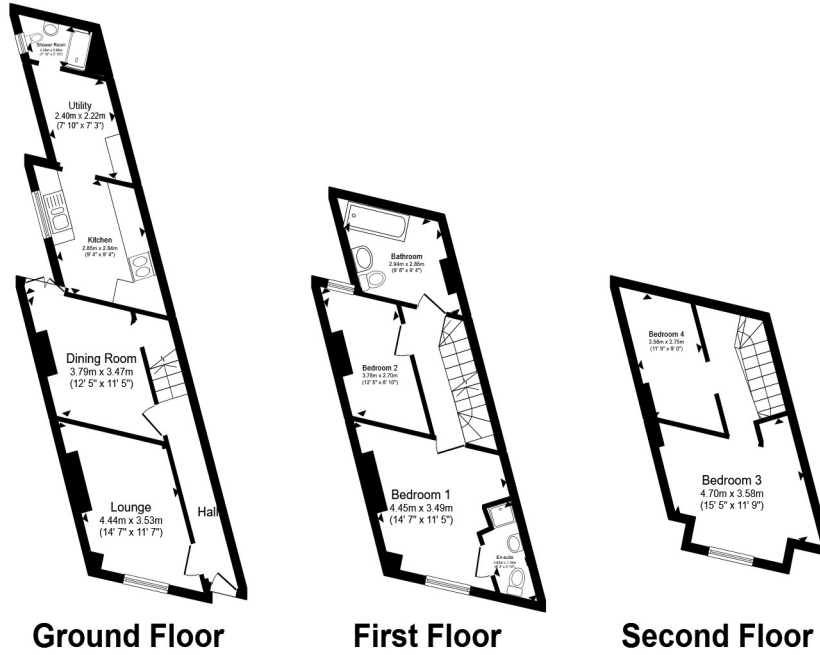 Shower Room
Utility
2.40m x 2.22m
(7' 10" x 7' 3")
Kitchen
2.85m x 2.84m
(9' 4" x 9' 4")
Dining Room
3.79m x 3.47m
(12' 5" x 11' 5")
Lounge
4.44m x 3.53m
(14' 7" x 11' 7")
Hall
Ground Floor
Bathroom
2.94m x 2.85m
(9' 8" x 9' 4")
Bedroom 2
3.78m x 2.70m
(12' 5" x 8' 10")
Bedroom 1
4.45m x 3.49m
(14' 7" x 11' 5")
En-suite
First Floor
Bedroom 4
3.58m x 2.75m
(11' 9" x 9' 0")
Bedroom 3
4.70m x 3.58m
(15' 5" x 11' 9")
Second Floor